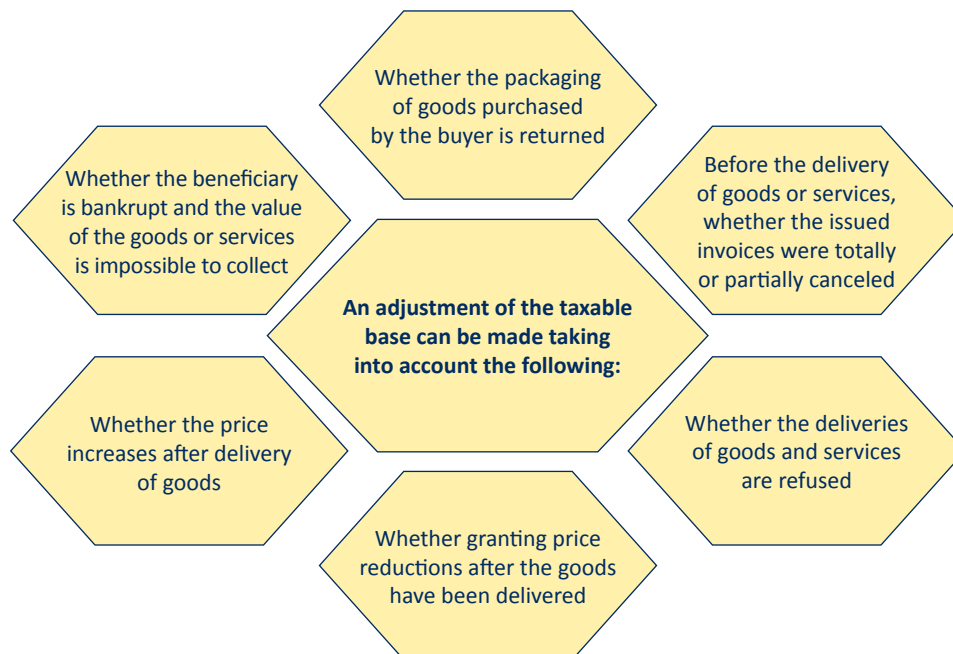 Whether the packaging
of goods purchased
by the buyer is returned
Whether the beneficiary
is bankrupt and the value
of the goods or services
is impossible to collect
Before the delivery
of goods or services,
whether the issued
invoices were totally
or partially canceled
An adjustment of the taxable
base can be made taking
into account the following:
Whether the price
increases after delivery
of goods
Whether the deliveries
of goods and services
are refused
Whether granting price
reductions after the goods
have been delivered